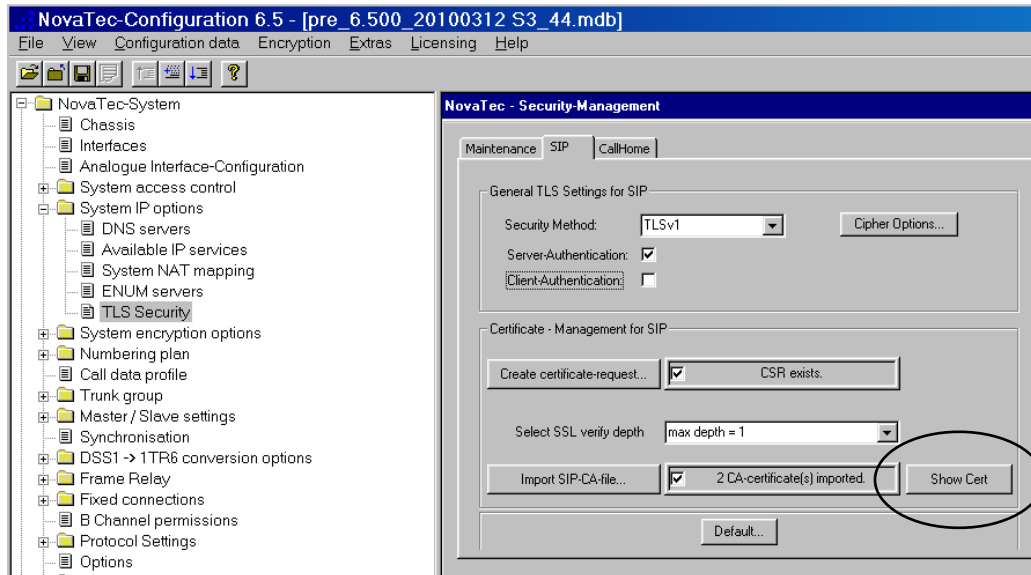 NovaTec-Configuration 6.5 - [pre_6.500_20100312 S3_44.mdb]
File View Configuration data Encryption Extras Licensing Help
NovaTec-System
Chassis
Interfaces
Analogue Interface-Configuration
System access control
System IP options
DNS servers
Available IP services
System NAT mapping
ENUM servers
TLS Security
System encryption options
Numbering plan
Call data profile
Trunk group
Master / Slave settings
Synchronisation
DSS1 -> 1TR6 conversion options
Frame Relay
Fixed connections
B Channel permissions
Protocol Settings
Options
NovaTec - Security-Management
Maintenance SIP CallHome
General TLS Settings for SIP
Security Method: TLSv1 Cipher Options...
Server-Authentication:
Client-Authentication:
Certificate - Management for SIP
Create certificate-request... CSR exists.
Select SSL verify depth max depth = 1
Import SIP-CA-file... 2 CA-certificate(s) imported. Show Cert
Default...